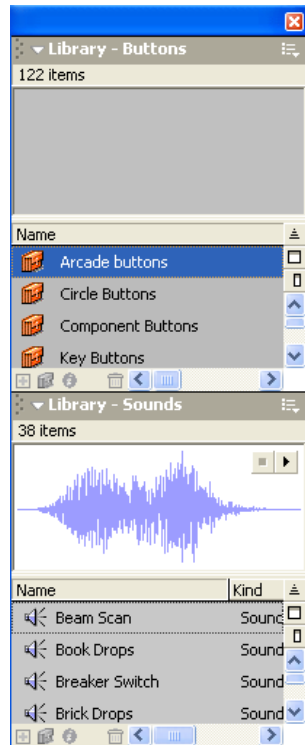 Library - Buttons
122 items
Name
Arcade buttons
Circle Buttons
Component Buttons
Key Buttons
Library - Sounds
38 items
Name Kind
Beam Scan Sound
Book Drops Sound
Breaker Switch Sound
Brick Drops Sound